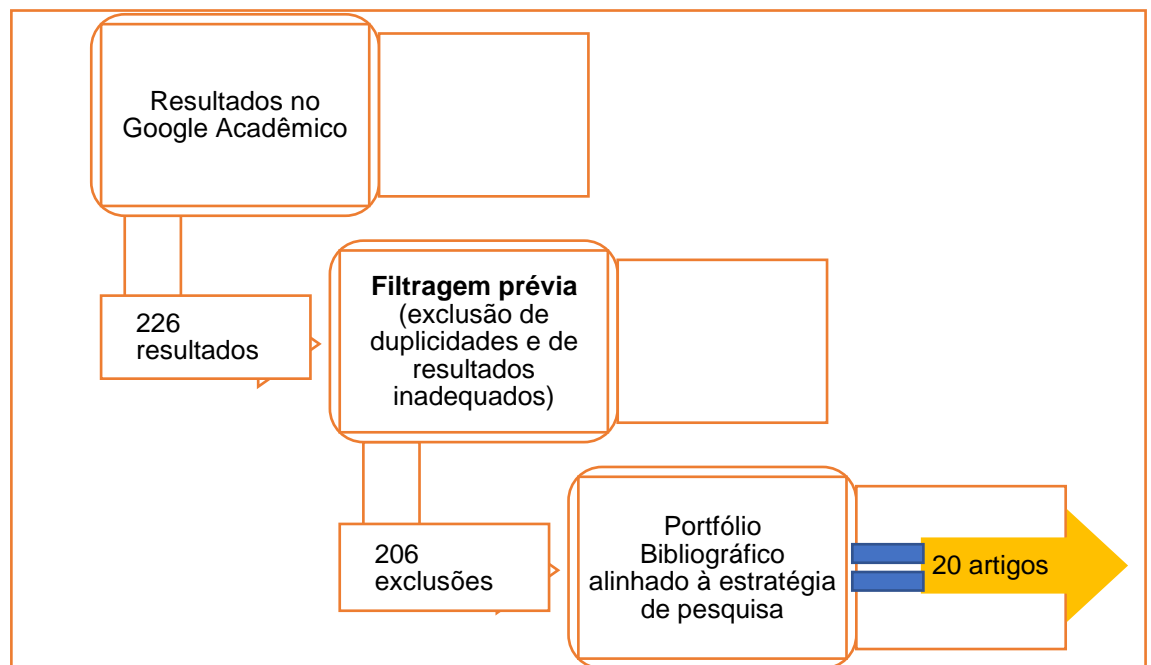 Resultados no
Google Acadêmico
226
resultados
Filtragem prévia
(exclusão de
duplicidades e de
resultados
inadequados)
206
exclusões
Portfólio
Bibliográfico
alinhado à estratégia
de pesquisa
20 artigos